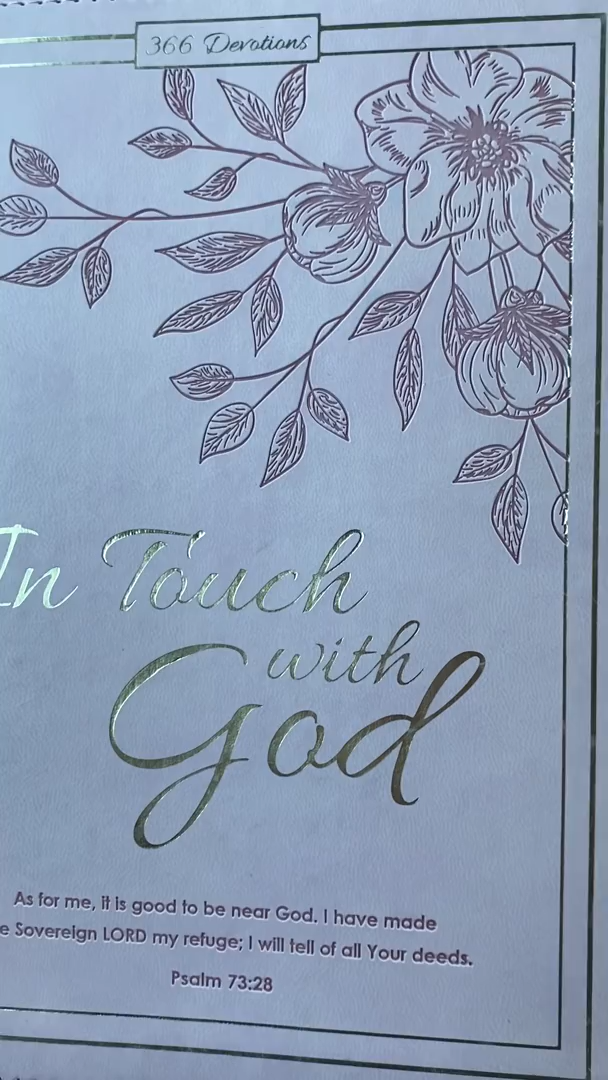 366 Devotions
In Touch
with
God
As for me, it is good to be near God. I have made
e Sovereign LORD my refuge; I will tell of all Your deeds.
Psalm 73:28